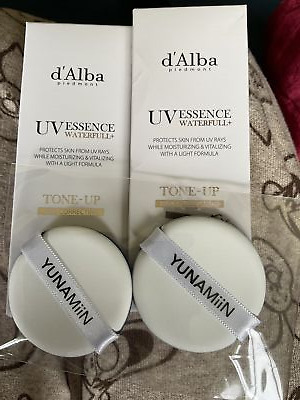 d'Alba
piedmont
UV ESSENCE
WATERFULL+
PROTECTS SKIN FROM UV RAYS
WHILE MOISTURIZING & VITALIZING
WITH A LIGHT FORMULA
TONE-UP
YUNAMiiN
d'Alba
piedmont
UV ESSENCE
WATERFULL+
PROTECTS SKIN FROM UV RAYS
WHILE MOISTURIZING & VITALIZING
WITH A LIGHT FORMULA
TONE-UP
YUNAMiiN